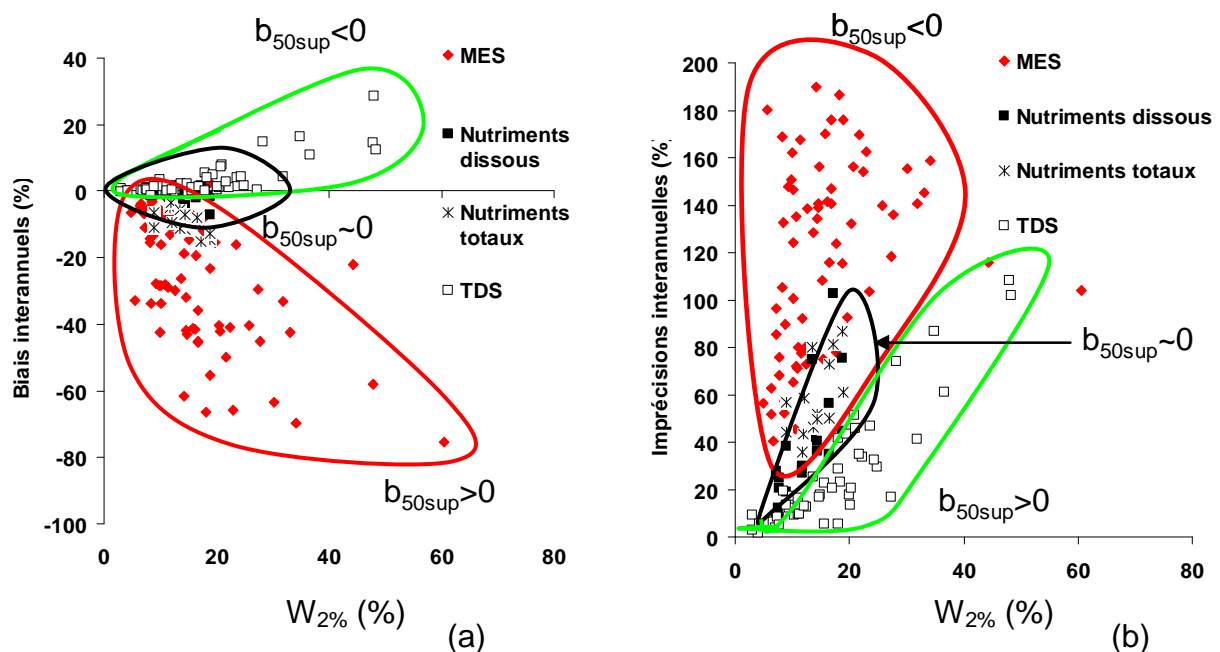 b50sup<0
40
20
0
-20
-40
-60
-80
-100
Biais interannuels (%)
MES
Nutriments
dissous
Nutriments
totaux
TDS
b50sup~0
b50sup>0
0 20 40 60 80
W2% (%)
(a)
b50sup<0
200
180
160
140
120
100
80
60
40
20
0
Imprécisions interannuelles (%)
MES
Nutriments dissous
Nutriments totaux
TDS
b50sup~0
b50sup>0
0 20 40 60 80
W2% (%)
(b)